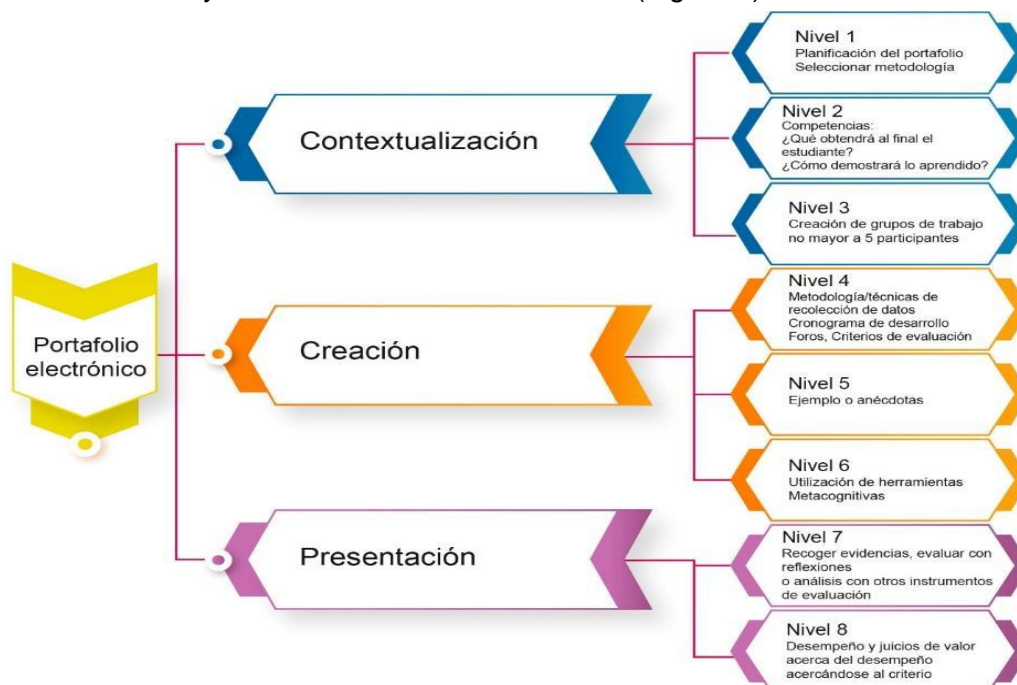 Portafolio
electrónico
Contextualización
Nivel 1
Planificación del portafolio
Seleccionar metodología
Nivel 2
Competencias:
¿Qué obtendrá al final el
estudiante?
¿Cómo demostrará lo aprendido?
Nivel 3
Creación de grupos de trabajo
no mayor a 5 participantes
Creación
Nivel 4
Metodología/técnicas de
recolección de datos
Cronograma de desarrollo
Foros, Criterios de evaluación
Nivel 5
Ejemplo o anécdotas
Nivel 6
Utilización de herramientas
Metacognitivas
Presentación
Nivel 7
Recoger evidencias, evaluar con
reflexiones
o análisis con otros instrumentos
de evaluación
Nivel 8
Desempeño y juicios de valor
acerca del desempeño
acercándose al criterio